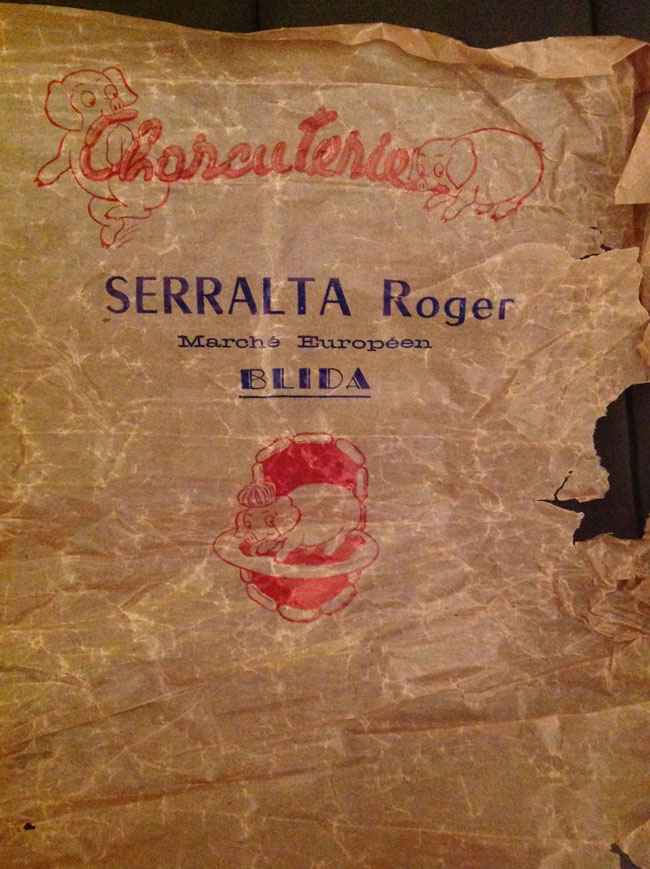 Charcuterie
SERRALTA Roger
Marché Européen
BLIDA